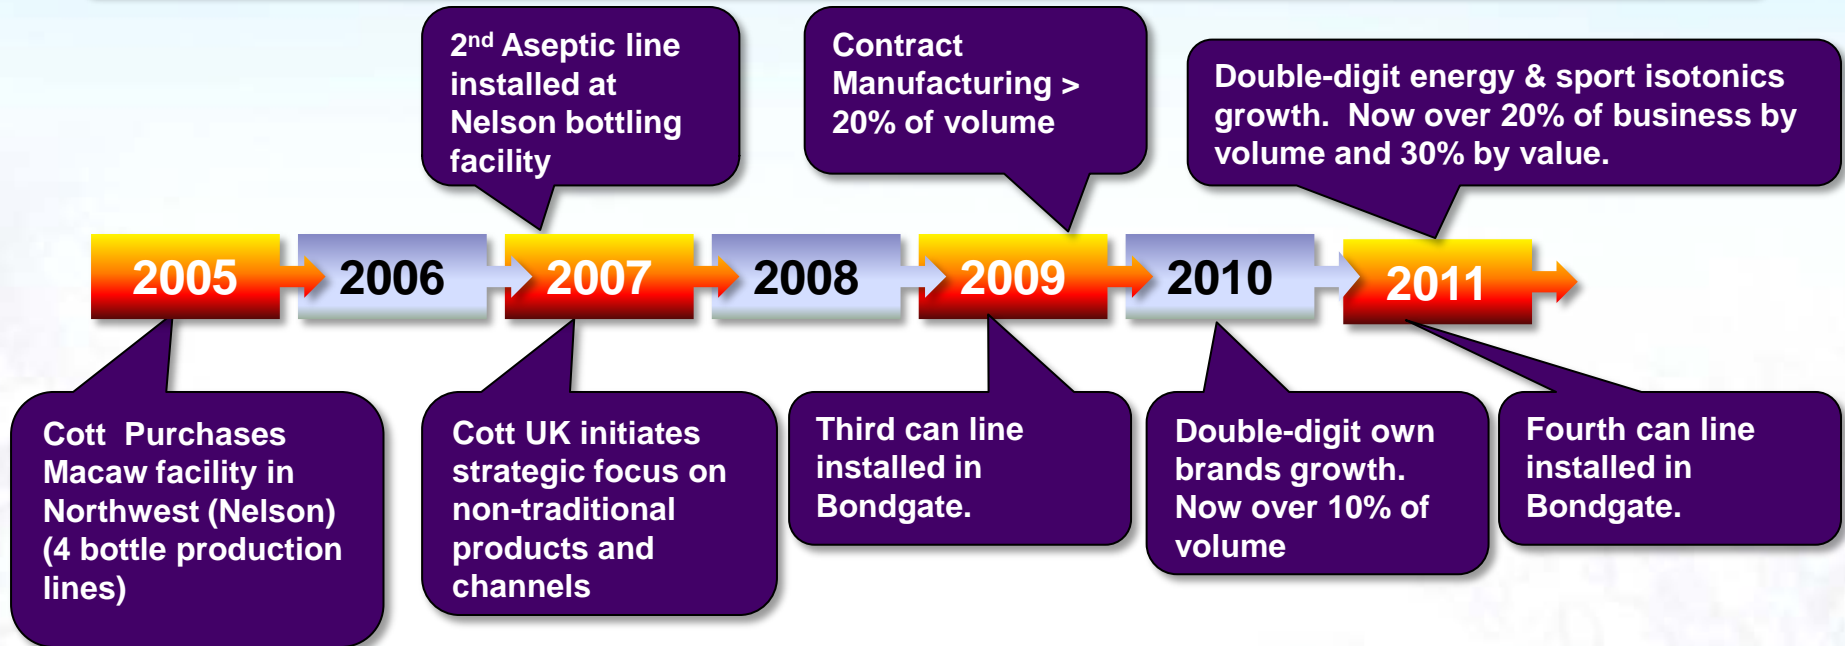 2nd Aseptic line
installed at
Nelson bottling
facility
Contract
Manufacturing >
20% of volume
Double-digit energy & sport isotonics
growth.  Now over 20% of business by
volume and 30% by value.
2005
2006
2007
2008
2009
2010
2011
Cott  Purchases
Macaw facility in
Northwest (Nelson)
(4 bottle production
lines)
Cott UK initiates
strategic focus on
non-traditional
products and
channels
Third can line
installed in
Bondgate.
Double-digit own
brands growth.
Now over 10% of
volume
Fourth can line
installed in
Bondgate.